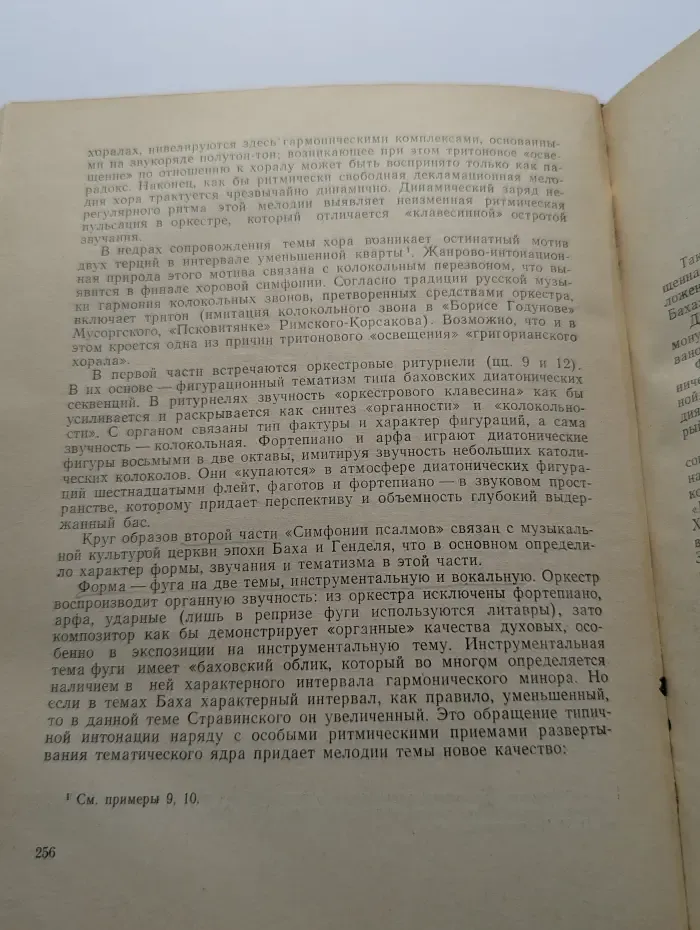 хоралах, нивелируются здесь гармоническими комплексами, основанны-
ми на звукоряде полутон-тон; возникающее при этом тритоновое «осве-
щение» по отношению к хоралу может быть воспринято только как па-
радокс. Наконец, как бы ритмически свободная декламационная мело-
дия хора трактуется чрезвычайно динамично. Динамический заряд не-
регулярного ритма этой мелодии выявляет неизменная ритмическая
пульсация в оркестре, который отличается «клавесинной» остротой
звучания.
В недрах сопровождения темы хора возникает остинатный мотив
двух терций в интервале уменьшенной кварты¹. Жанрово-интонацион-
ная природа этого мотива связана с колокольным перезвоном, что вы-
явится в финале хоровой симфонии. Согласно традиции русской музы-
ки гармония колокольных звонов, претворенных средствами оркестра,
включает тритон (имитация колокольного звона в «Борисе Годунове»
Мусоргского, «Псковитянке» Римского-Корсакова). Возможно, что и в
этом кроется одна из причин тритонового «освещения» «григорианского
хорала».
В первой части встречаются оркестровые ритурнели (цц. 9 и 12).
В их основе — фигурационный тематизм типа баховских диатонических
секвенций. В ритурнелях звучность «оркестрового клавесина» как бы
усиливается и раскрывается как синтез «органности» и «колокольно-
сти». С органом связаны тип фактуры и характер фигураций, а сама
звучность — колокольная. Фортепиано и арфа играют диатонические
фигуры восьмыми в две октавы, имитируя звучность небольших католи-
ческих колоколов. Они «купаются» в атмосфере диатонических фигура-
ций шестнадцатыми флейт, фаготов и фортепиано — в звуковом прост-
ранстве, которому придает перспективу и объемность глубокий выдер-
жанный бас.
Круг образов второй части «Симфонии псалмов» связан с музыкаль-
ной культурой церкви эпохи Баха и Генделя, что в основном определи-
ло характер формы, звучания и тематизма в этой части.
Форма — фуга на две темы, инструментальную и вокальную. Оркестр
воспроизводит органную звучность: из оркестра исключены фортепиано,
арфа, ударные (лишь в репризе фуги используются литавры), зато
композитор как бы демонстрирует «органные» качества духовых, осо-
бенно в экспозиции на инструментальную тему. Инструментальная
тема фуги имеет «баховский облик, который во многом определяется
наличием в ней характерного интервала гармонического минора. Но
если в темах Баха характерный интервал, как правило, уменьшенный,
то в данной теме Стравинского он увеличенный. Это обращение типич-
ной интонации наряду с особыми ритмическими приемами разверты-
вания тематического ядра придает мелодии темы новое качество:
¹ См. примеры 9, 10.
256